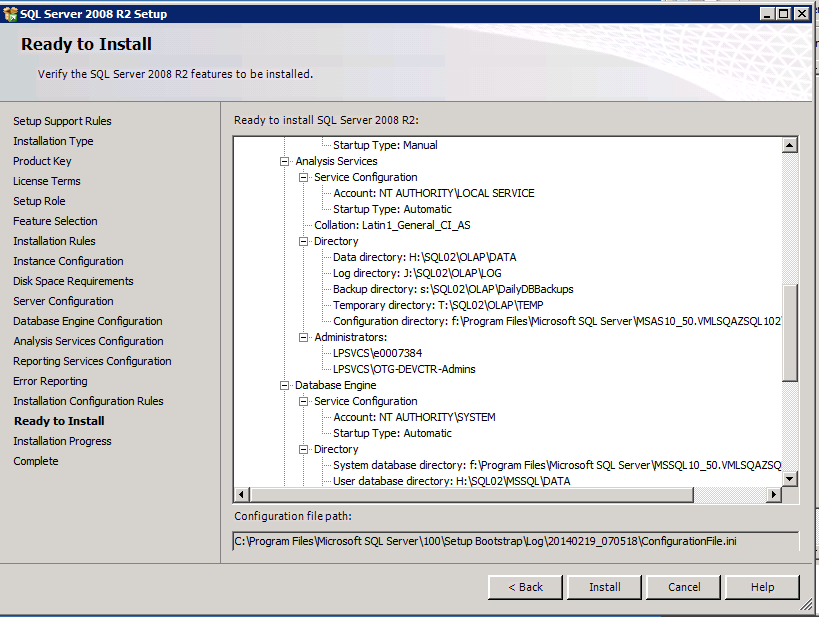 SQL Server 2008 R2 Setup
Ready to Install
Verify the SQL Server 2008 R2 features to be installed.
Setup Support Rules
Installation Type
Product Key
License Terms
Setup Role
Feature Selection
Installation Rules
Instance Configuration
Disk Space Requirements
Server Configuration
Database Engine Configuration
Analysis Services Configuration
Reporting Services Configuration
Error Reporting
Installation Configuration Rules
Ready to Install
Installation Progress
Complete
Ready to install SQL Server 2008 R2:
Startup Type: Manual
Analysis Services
Service Configuration
Account: NT AUTHORITY\LOCAL SERVICE
Startup Type: Automatic
Collation: Latin1_General_CI_AS
Directory
Data directory: H:\SQL02\OLAP\DATA
Log directory: J:\SQL02\OLAP\LOG
Backup directory: s:\SQL02\OLAP\DailyDBBackups
Temporary directory: T:\SQL02\OLAP\TEMP
Configuration directory: f:\Program Files\Microsoft SQL Server\MSAS10_50.VMLSQAZSQL102
Administrators:
LPSVCS\e0007384
LPSVCS\OTG-DEVCTR-Admins
Database Engine
Service Configuration
Account: NT AUTHORITY\SYSTEM
Startup Type: Automatic
Directory
System database directory: f:\Program Files\Microsoft SQL Server\MSSQL10_50.VMLSQAZSQ
User database directory: H:\SQL02\MSSQL\DATA
Configuration file path:
C:\Program Files\Microsoft SQL Server\100\Setup Bootstrap\Log\20140219_070518\ConfigurationFile.ini
< Back
Install
Cancel
Help